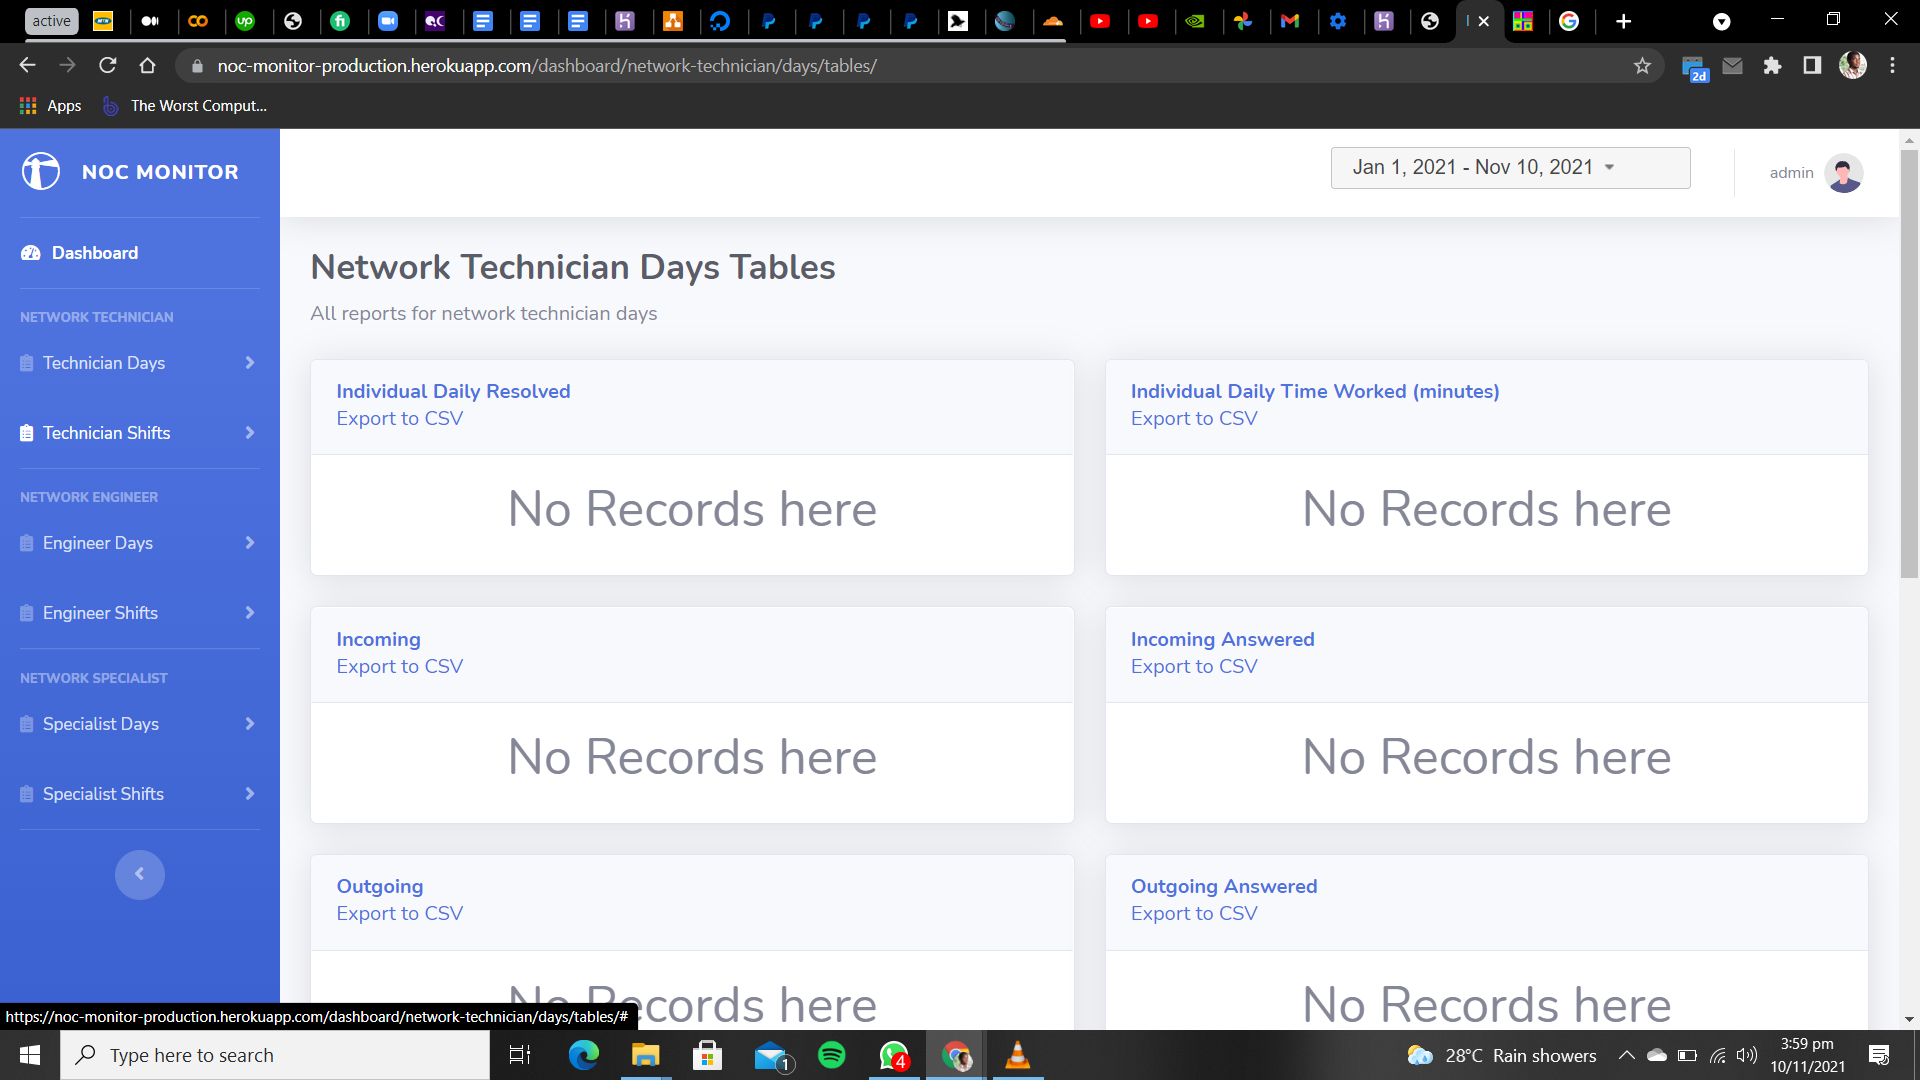 active
noc-monitor-production.herokuapp.com/dashboard/network-technician/days/tables/
2d
Apps
The Worst Comput...
NOC MONITOR
Jan 1, 2021 - Nov 10, 2021
admin
Dashboard
NETWORK TECHNICIAN
Technician Days
Technician Shifts
NETWORK ENGINEER
Engineer Days
Engineer Shifts
NETWORK SPECIALIST
Specialist Days
Specialist Shifts
Network Technician Days Tables
All reports for network technician days
Individual Daily Resolved
Export to CSV
No Records here
Individual Daily Time Worked (minutes)
Export to CSV
No Records here
Incoming
Export to CSV
No Records here
Incoming Answered
Export to CSV
No Records here
Outgoing
Export to CSV
No Records here
Outgoing Answered
Export to CSV
No Records here
https://noc-monitor-production.herokuapp.com/dashboard/network-technician/days/tables/#
Type here to search
1
4
28°C Rain showers
3:59 pm
10/11/2021